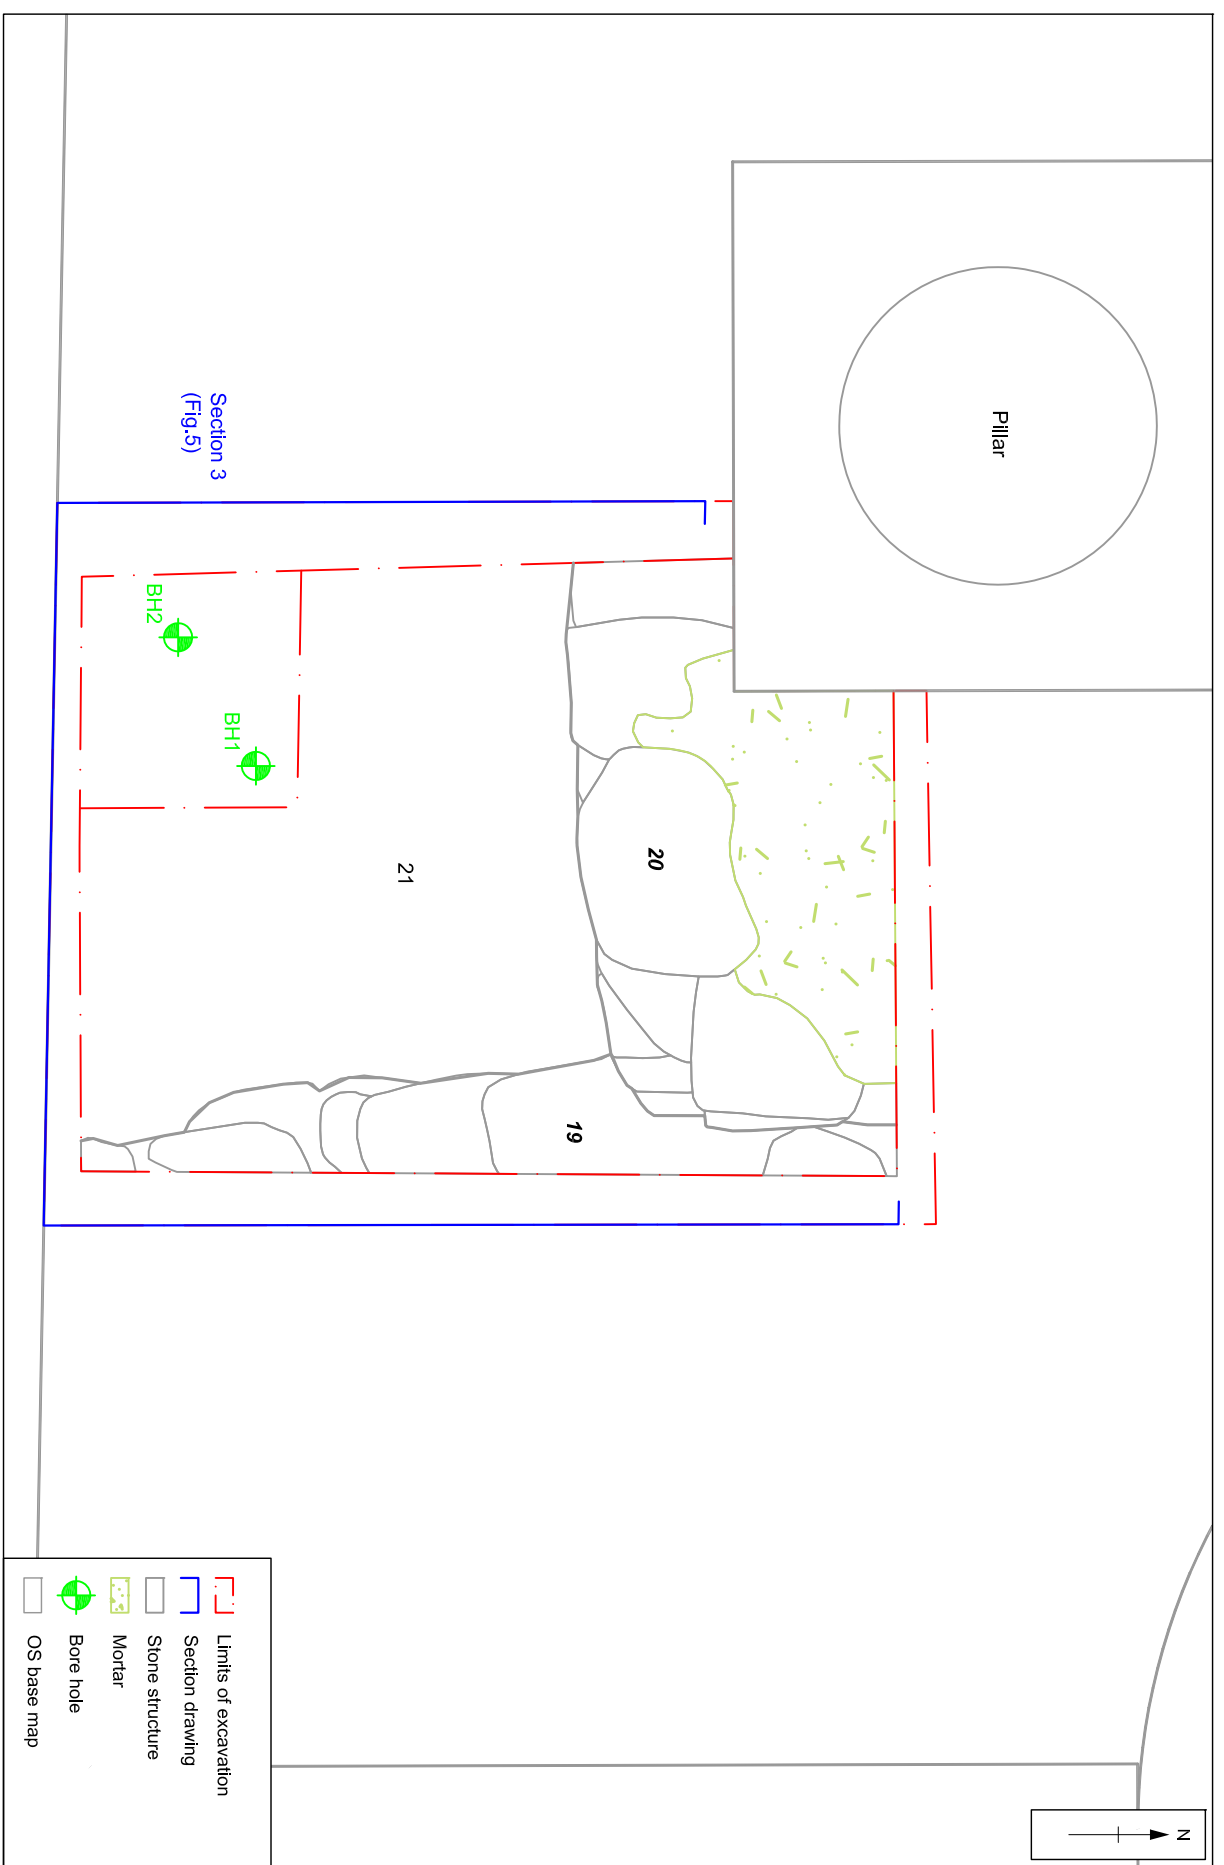 Pillar
Section 3
(Fig.5)
BH2
BH1
20
21
19
Limits of excavation
Section drawing
Stone structure
Mortar
Bore hole
OS base map
N